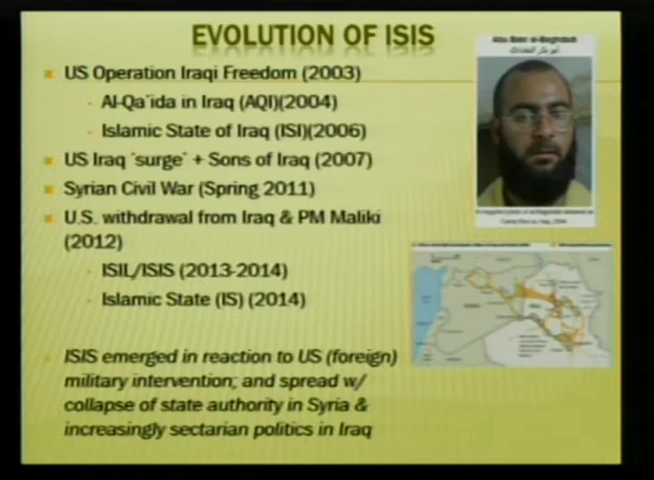 EVOLUTION OF ISIS
US Operation Iraqi Freedom (2003)
Al-Qa'ida in Iraq (AQI)(2004)
Islamic State of Iraq (ISI)(2006)
US Iraq "surge" + Sons of Iraq (2007)
Syrian Civil War (Spring 2011)
U.S. withdrawal from Iraq & PM Maliki
(2012)
ISIL/ISIS (2013-2014)
Islamic State (IS) (2014)
ISIS emerged in reaction to US (foreign)
military intervention; and spread w/
collapse of state authority in Syria &
increasingly sectarian politics in Iraq
Abu Bakr al-Baghdadi